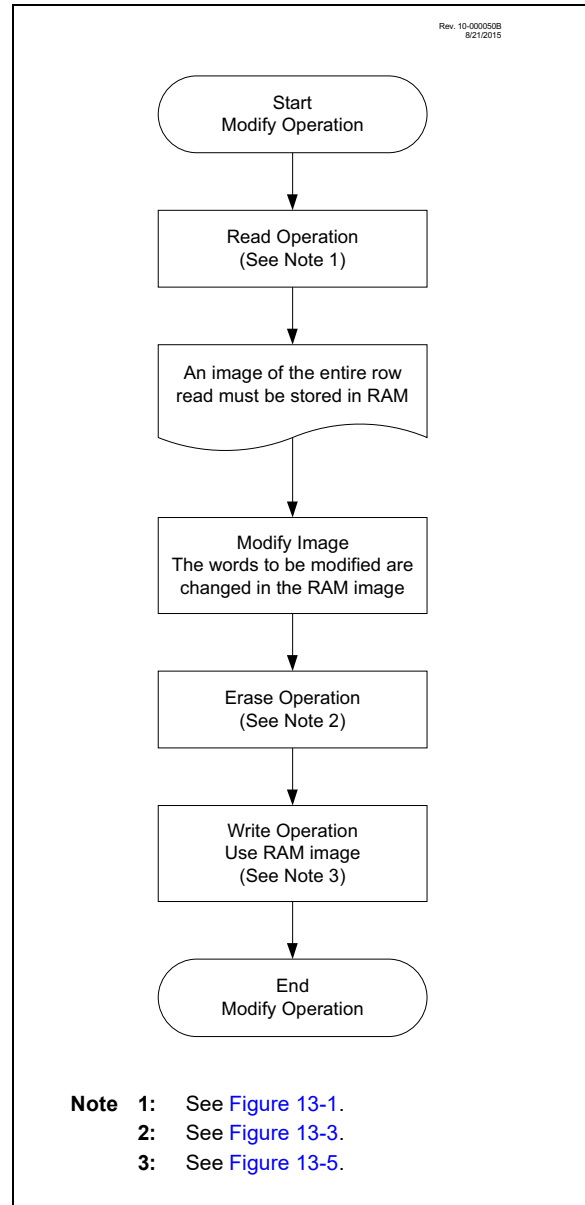 Rev. 10-000050B
8/21/2015
Start
Modify Operation
Read Operation
(See Note 1)
An image of the entire row
read must be stored in RAM
Modify Image
The words to be modified are
changed in the RAM image
Erase Operation
(See Note 2)
Write Operation
Use RAM image
(See Note 3)
End
Modify Operation
Note 1: See Figure 13-1.
2: See Figure 13-3.
3: See Figure 13-5.